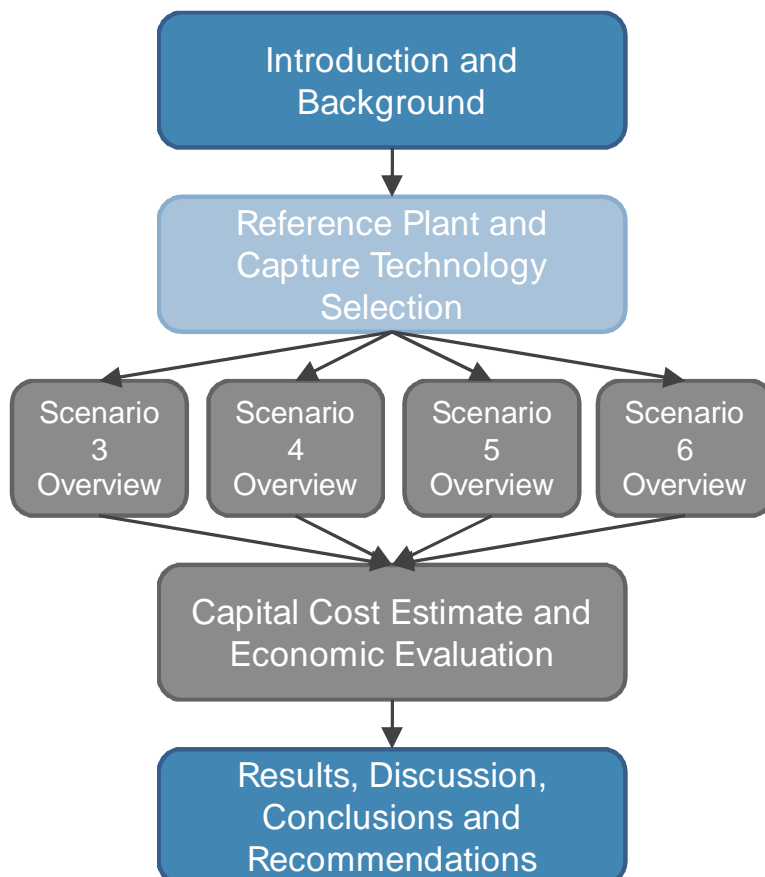 Introduction and
Background
Reference Plant and
Capture Technology
Selection
Scenario
3
Overview
Scenario
4
Overview
Scenario
5
Overview
Scenario
6
Overview
Capital Cost Estimate and
Economic Evaluation
Results, Discussion,
Conclusions and
Recommendations